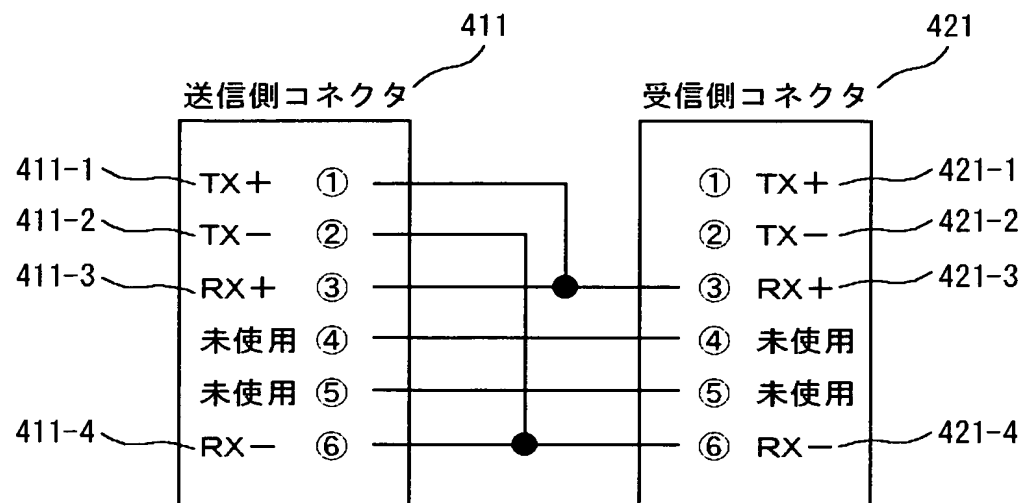 411
421
送信側コネクタ
受信側コネクタ
411-1 TX+ ① ① TX+ 421-1
411-2 TX− ② ② TX− 421-2
411-3 RX+ ③ ③ RX+ 421-3
未使用 ④ ④ 未使用
未使用 ⑤ ⑤ 未使用
411-4 RX− ⑥ ⑥ RX− 421-4